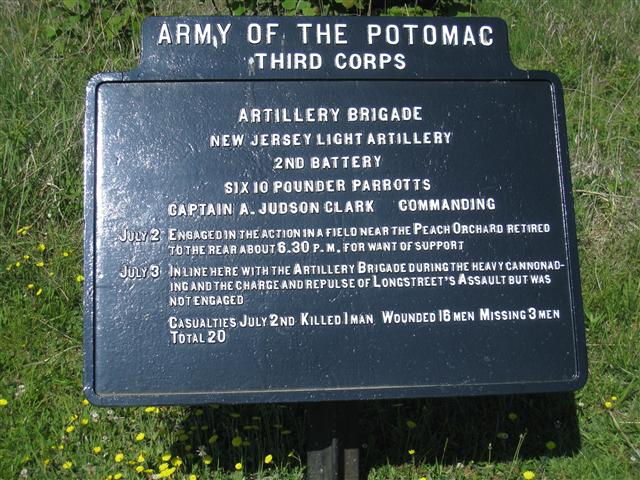 ARMY OF THE POTOMAC
THIRD CORPS
ARTILLERY BRIGADE
NEW JERSEY LIGHT ARTILLERY
2ND BATTERY
SIX 10 POUNDER PARROTTS
CAPTAIN A. JUDSON CLARK COMMANDING
JULY 2 ENGAGED IN THE ACTION IN A FIELD NEAR THE PEACH ORCHARD RETIRED
TO THE REAR ABOUT 6.30 P.M. FOR WANT OF SUPPORT
JULY 3 IN LINE HERE WITH THE ARTILLERY BRIGADE DURING THE HEAVY CANNONAD-
ING AND THE CHARGE AND REPULSE OF LONGSTREET'S ASSAULT BUT WAS
NOT ENGAGED
CASUALTIES JULY 2ND KILLED 1 MAN WOUNDED 16 MEN MISSING 3 MEN
TOTAL 20